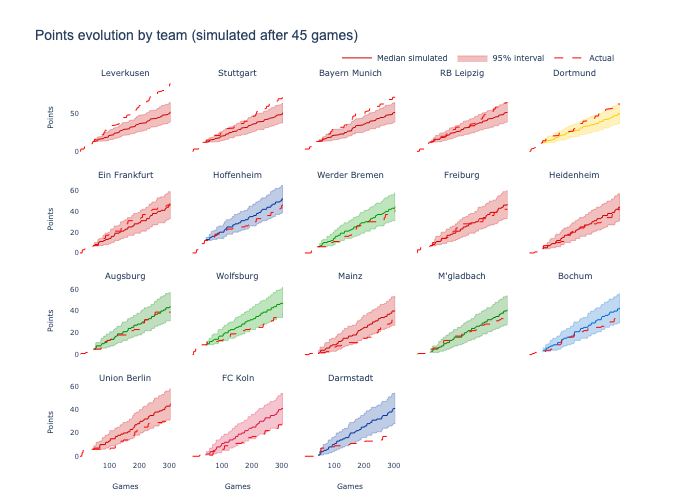 Points evolution by team (simulated after 45 games)
Median simulated 95% interval Actual
Leverkusen Stuttgart Bayern Munich RB Leipzig Dortmund
Points
50
0
Ein Frankfurt Hoffenheim Werder Bremen Freiburg Heidenheim
Points
60
40
20
0
Augsburg Wolfsburg Mainz M'gladbach Bochum
Points
60
40
20
0
Union Berlin FC Koln Darmstadt
Points
60
40
20
0
100 200 300 100 200 300 100 200 300
Games Games Games